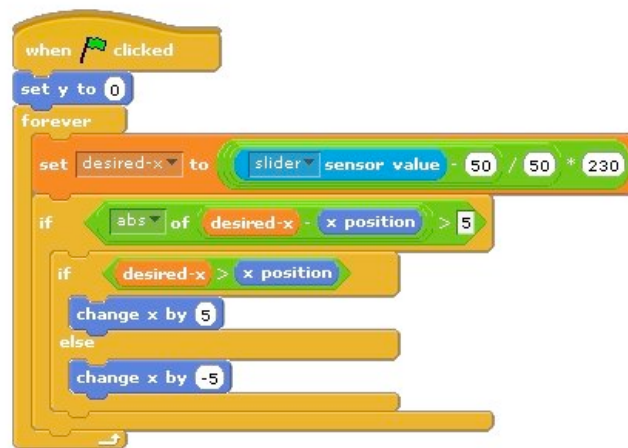 when clicked
set y to 0
forever
set desired-x to slider sensor value - 50 / 50 * 230
if abs of desired-x - x position > 5
if desired-x > x position
change x by 5
else
change x by -5